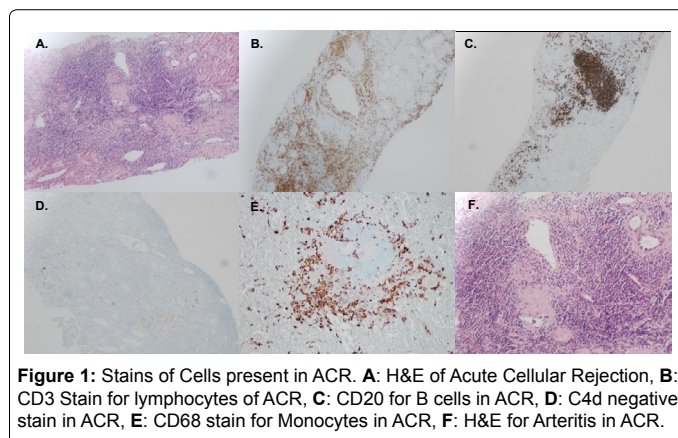 A.
B.
C.
D.
E.
F.
Figure 1: Stains of Cells present in ACR. A: H&E of Acute Cellular Rejection, B:
CD3 Stain for lymphocytes of ACR, C: CD20 for B cells in ACR, D: C4d negative
stain in ACR, E: CD68 stain for Monocytes in ACR, F: H&E for Arteritis in ACR.